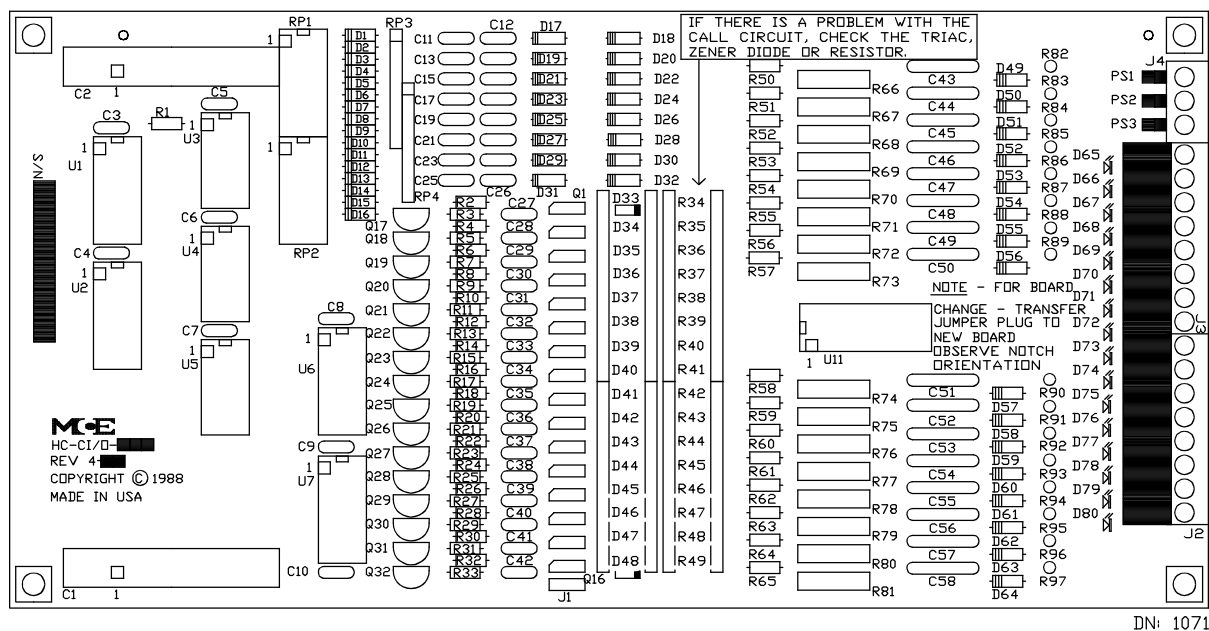 IF THERE IS A PROBLEM WITH THE
CALL CIRCUIT, CHECK THE TRIAC,
ZENER DIODE OR RESISTOR.
RP1
RP3
C12
D17
1
C2
1
C5
C3
R1
U3
1
U1
1
1
RP2
RP4
C6
C4
U4
1
U2
1
C7
U5
1
C8
U6
1
C9
U7
1
C10
C1
1
S/N
D1
D2
D3
D4
D5
D6
D7
D8
D9
D10
D11
D12
D13
D14
D15
D16
C11
C13
C15
C17
C19
C21
C23
C25
C26
D19
D21
D23
D25
D27
D29
D31
D18
D20
D22
D24
D26
D28
D30
D32
Q1
Q17
Q18
Q19
Q20
Q21
Q22
Q23
Q24
Q25
Q26
Q27
Q28
Q29
Q30
Q31
Q32
R2
R3
R4
R5
R6
R7
R8
R9
R10
R11
R12
R13
R14
R15
R16
R17
R18
R19
R20
R21
R22
R23
R24
R25
R26
R27
R28
R29
R30
R31
R32
R33
C27
C28
C29
C30
C31
C32
C33
C34
C35
C36
C37
C38
C39
C40
C41
C42
Q16
J1
D33
D34
D35
D36
D37
D38
D39
D40
D41
D42
D43
D44
D45
D46
D47
D48
R34
R35
R36
R37
R38
R39
R40
R41
R42
R43
R44
R45
R46
R47
R48
R49
R50
R51
R52
R53
R54
R55
R56
R57
R58
R59
R60
R61
R62
R63
R64
R65
R66
R67
R68
R69
R70
R71
R72
R73
U11
1
R74
R75
R76
R77
R78
R79
R80
R81
C43
C44
C45
C46
C47
C48
C49
C50
C51
C52
C53
C54
C55
C56
C57
C58
D49
D50
D51
D52
D53
D54
D55
D56
D57
D58
D59
D60
D61
D62
D63
D64
R82
R83
R84
R85
R86
R87
R88
R89
R90
R91
R92
R93
R94
R95
R96
R97
NOTE - FOR BOARD
CHANGE - TRANSFER
JUMPER PLUG TO
NEW BOARD
OBSERVE NOTCH
ORIENTATION
J4
PS1
PS2
PS3
D65
D66
D67
D68
D69
D70
D71
D72
D73
D74
D75
D76
D77
D78
D79
D80
J3
J2
MCE
HC-CI/O-
REV 4-
COPYRIGHT © 1988
MADE IN USA
DN: 1071